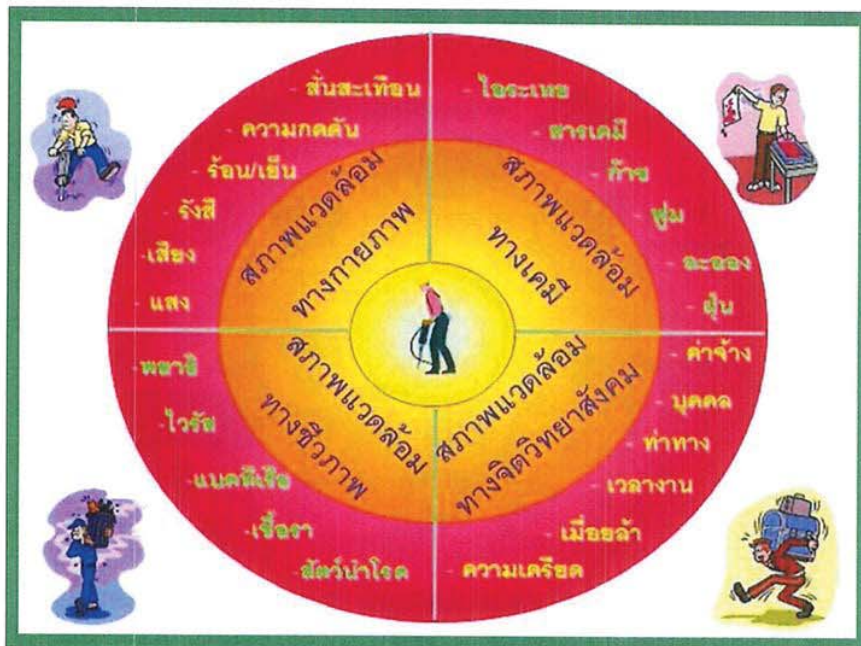 สภาพแวดล้อม
ทางกายภาพ
- สั่นสะเทือน
- ความกดดัน
- ร้อน/เย็น
- รังสี
-เสียง
- แสง
สภาพแวดล้อม
ทางเคมี
- ไอระเหย
- สารเคมี
- ก๊าซ
- ฟูม
- ละออง
- ฝุ่น
สภาพแวดล้อม
ทางชีวภาพ
- พยาธิ
- ไวรัส
- แบคทีเรีย
-เชื้อรา
-สัตว์นำโรค
สภาพแวดล้อม
ทางจิตวิทยาสังคม
- ค่าจ้าง
- บุคคล
- ท่าทาง
- เวลางาน
- เมื่อยล้า
- ความเครียด